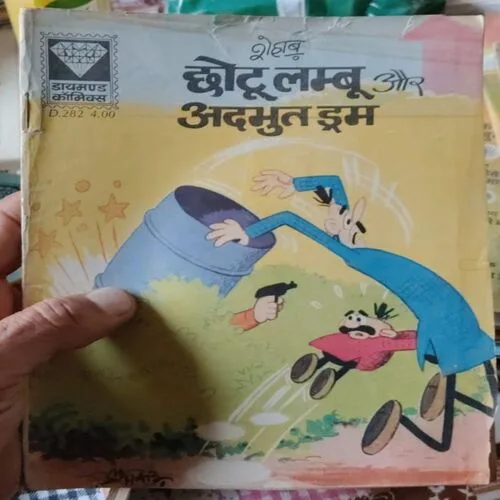 डायमण्ड
कॉमिक्स
D.282 4.00
शेहाब
छोटू लम्बू और
अदभुत ड्रम